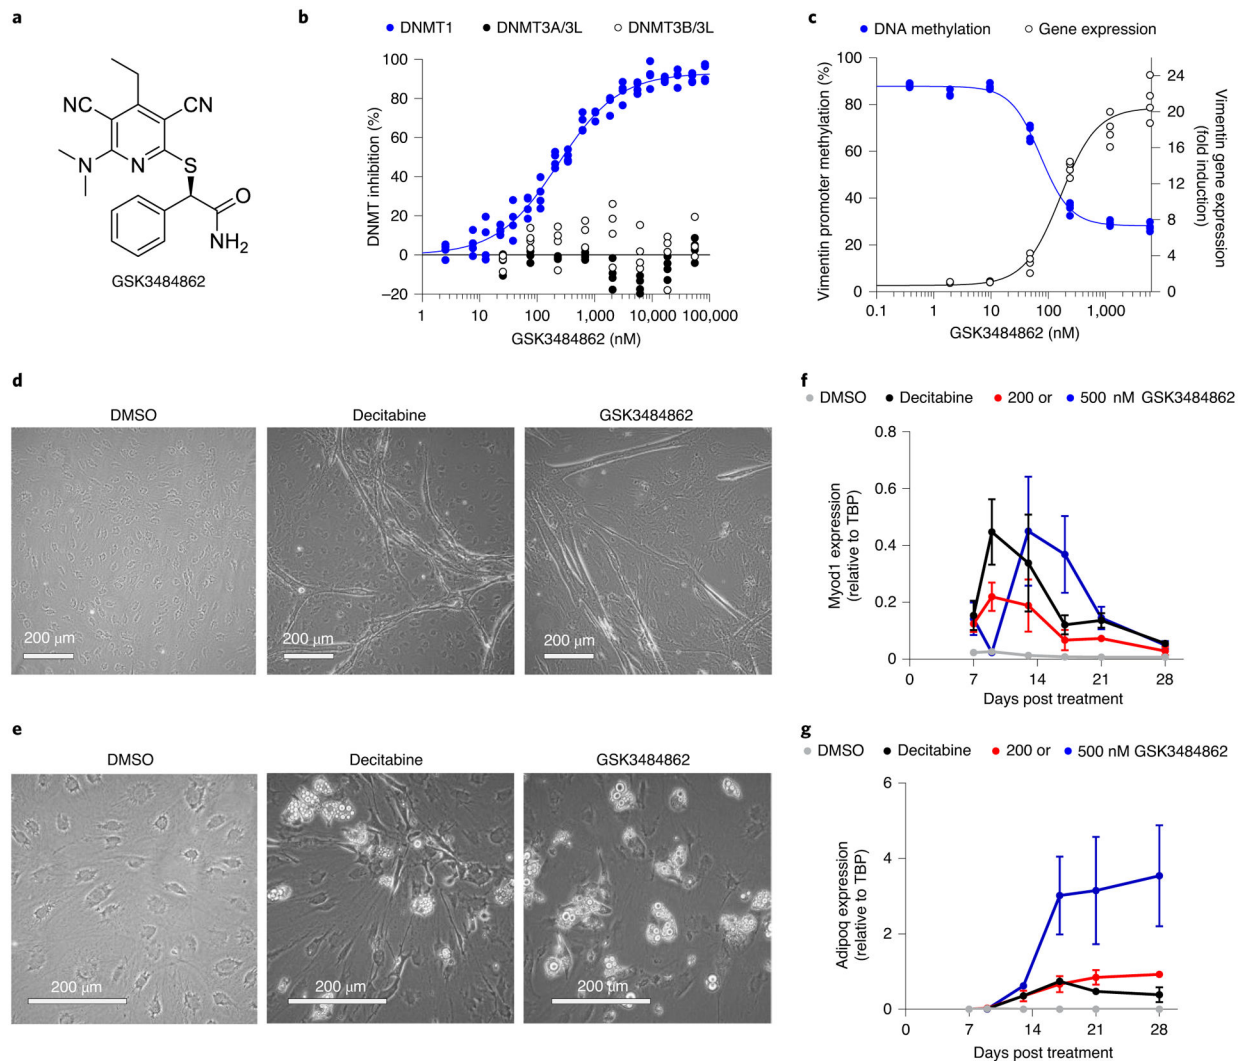 a
NC
CN
N
N
S
O
NH2
GSK3484862
b
DNMT1 DNMT3A/3L DNMT3B/3L
DNMT inhibition (%)
100
80
60
40
20
0
–20
1 10 100 1,000 10,000 100,000
GSK3484862 (nM)
c
DNA methylation Gene expression
Vimentin promoter methylation (%)
100
80
60
40
20
0
24
20
16
12
8
4
0
Vimentin gene expression
(fold induction)
0.1 1 10 100 1,000
GSK3484862 (nM)
d
DMSO Decitabine GSK3484862
200 μm 200 μm 200 μm
e
DMSO Decitabine GSK3484862
200 μm 200 μm 200 μm
f
DMSO Decitabine 200 or 500 nM GSK3484862
Myod1 expression
(relative to TBP)
0.8
0.6
0.4
0.2
0
0 7 14 21 28
Days post treatment
g
DMSO Decitabine 200 or 500 nM GSK3484862
Adipoq expression
(relative to TBP)
6
4
2
0
0 7 14 21 28
Days post treatment